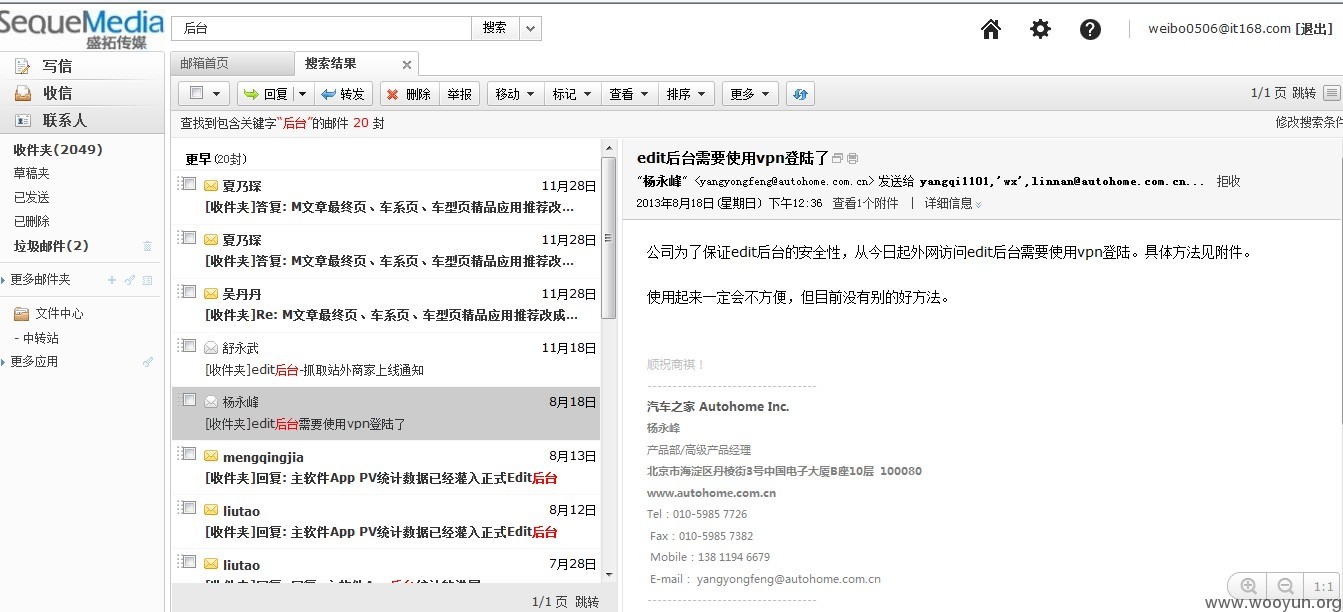 SequeMedia
盛拓传媒
后台
搜索
weibo0506@it168.com [退出]
写信
收信
联系人
收件夹(2049)
草稿夹
已发送
已删除
垃圾邮件(2)
更多邮件夹
文件中心
- 中转站
更多应用
邮箱首页
搜索结果
回复
转发
删除
举报
移动
标记
查看
排序
更多
1/1 页 跳转
查找到包含关键字"后台"的邮件 20 封
修改搜索条件
更早(20封)
夏乃琛 11月28日
[收件夹]答复: M文章最终页、车系页、车型页精品应用推荐改...
夏乃琛 11月28日
[收件夹]答复: M文章最终页、车系页、车型页精品应用推荐改...
吴丹丹 11月28日
[收件夹]Re: M文章最终页、车系页、车型页精品应用推荐改成...
舒永武 11月18日
[收件夹]edit后台-抓取站外商家上线通知
杨永峰 8月18日
[收件夹]edit后台需要使用vpn登陆了
mengqingjia 8月13日
[收件夹]回复: 主软件App PV统计数据已经灌入正式Edit后台
liutao 8月12日
[收件夹]回复: 主软件App PV统计数据已经灌入正式Edit后台
liutao 7月28日
1/1 页 跳转
edit后台需要使用vpn登陆了
"杨永峰" <yangyongfeng@autohome.com.cn> 发送给 yangqi1101,'wx',linnan@autohome.com.cn... 拒收
2013年8月18日(星期日) 下午12:36 查看1个附件 | 详细信息
公司为了保证edit后台的安全性，从今日起外网访问edit后台需要使用vpn登陆。具体方法见附件。
使用起来一定会不方便，但目前没有别的好方法。
顺祝商祺！
--------------------------------
汽车之家 Autohome Inc.
杨永峰
产品部/高级产品经理
北京市海淀区丹棱街3号中国电子大厦B座10层 100080
www.autohome.com.cn
Tel : 010-5985 7726
Fax : 010-5985 7382
Mobile : 138 1194 6679
E-mail : yangyongfeng@autohome.com.cn
--------------------------------
1:1
www.wooyun.org